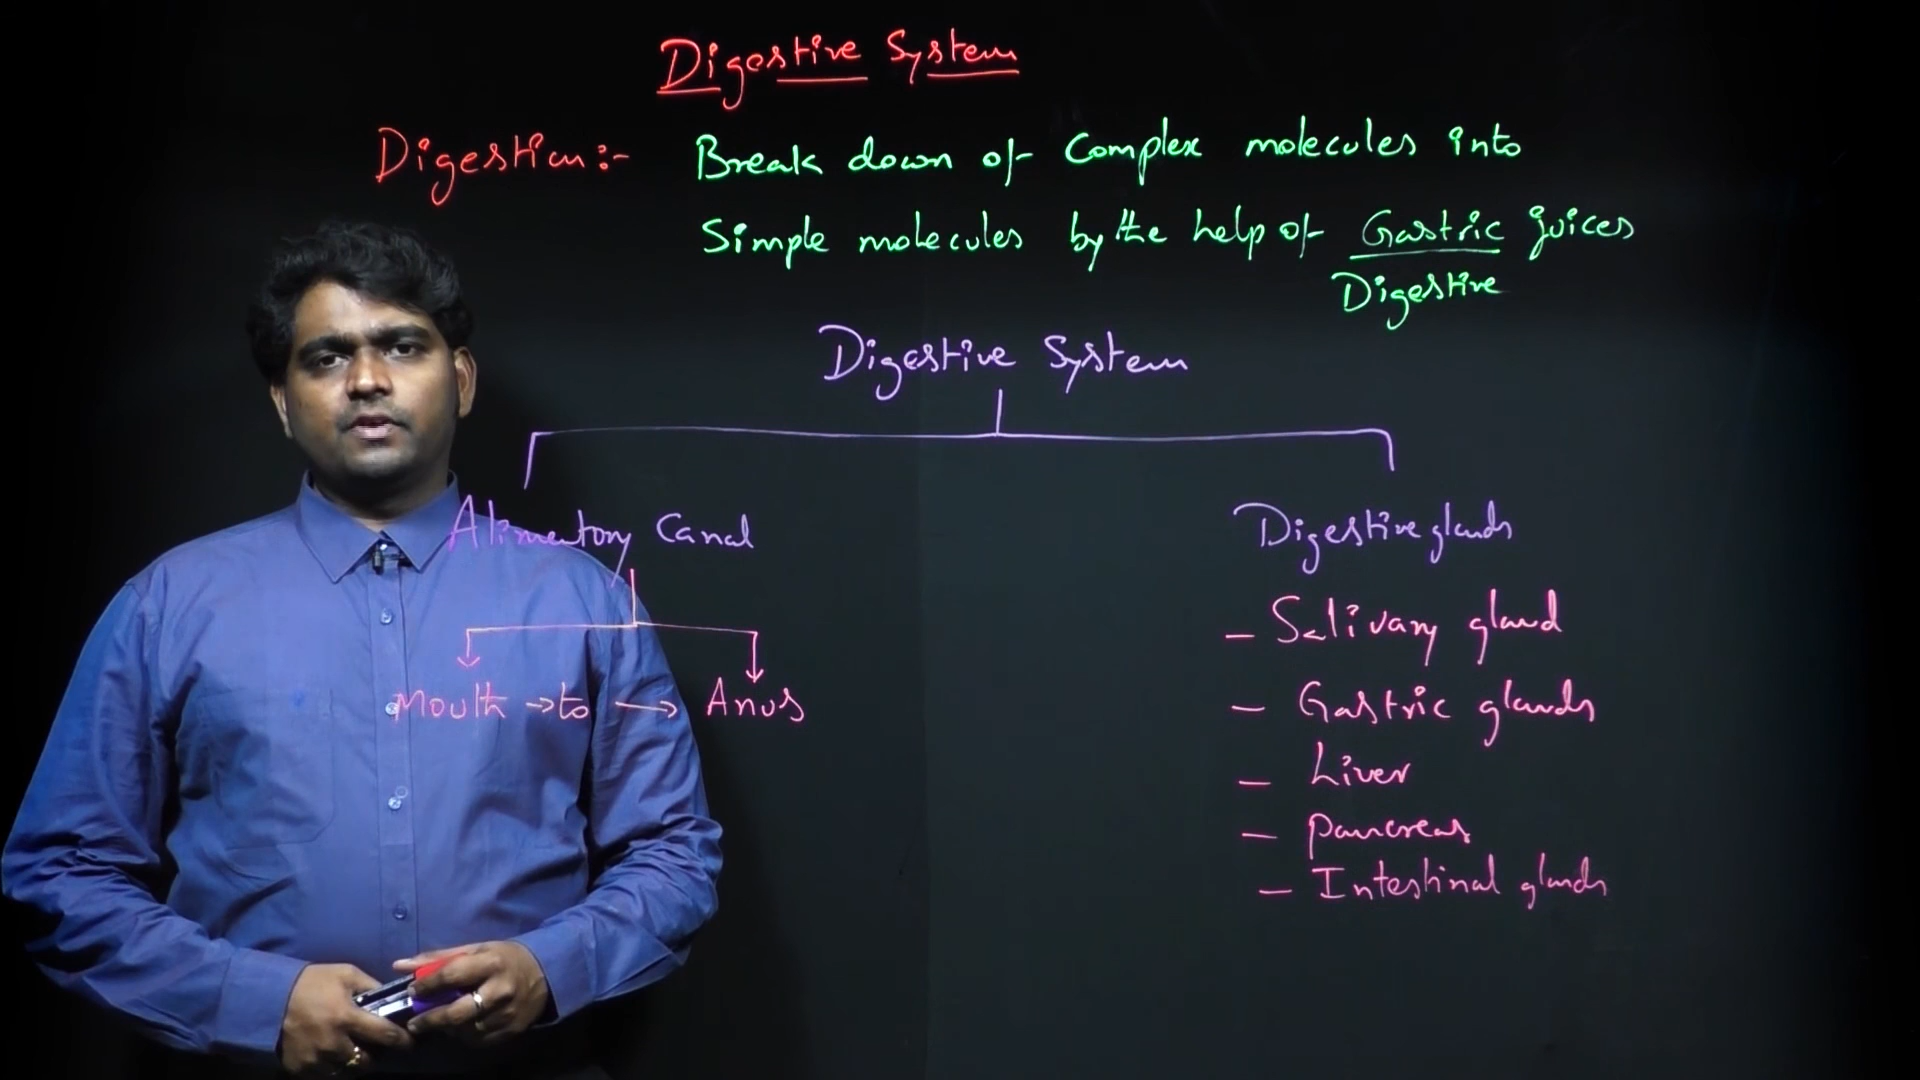 Digestive System
Digestion:- Break down of Complex molecules into
Simple molecules by the help of Gastric juices
Digestive
Digestive System
Alimentory Canal
Digestive glands
Mouth → to → Anus
- Salivary gland
- Gastric glands
- Liver
- Pancreas
- Intestinal glands